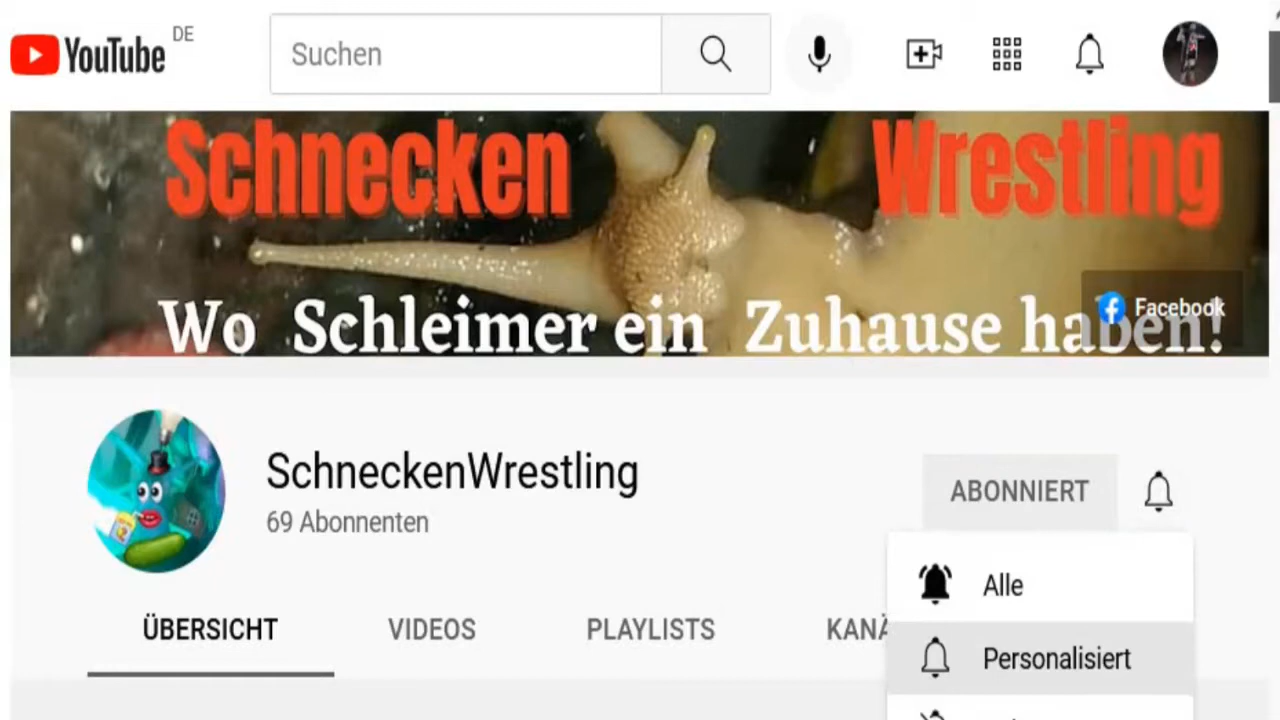 YouTube DE
Suchen
Schnecken Wrestling
Wo Schleimer ein Zuhause haben!
Facebook
SchneckenWrestling
69 Abonnenten
ABONNIERT
Alle
Personalisiert
ÜBERSICHT VIDEOS PLAYLISTS KANÄ